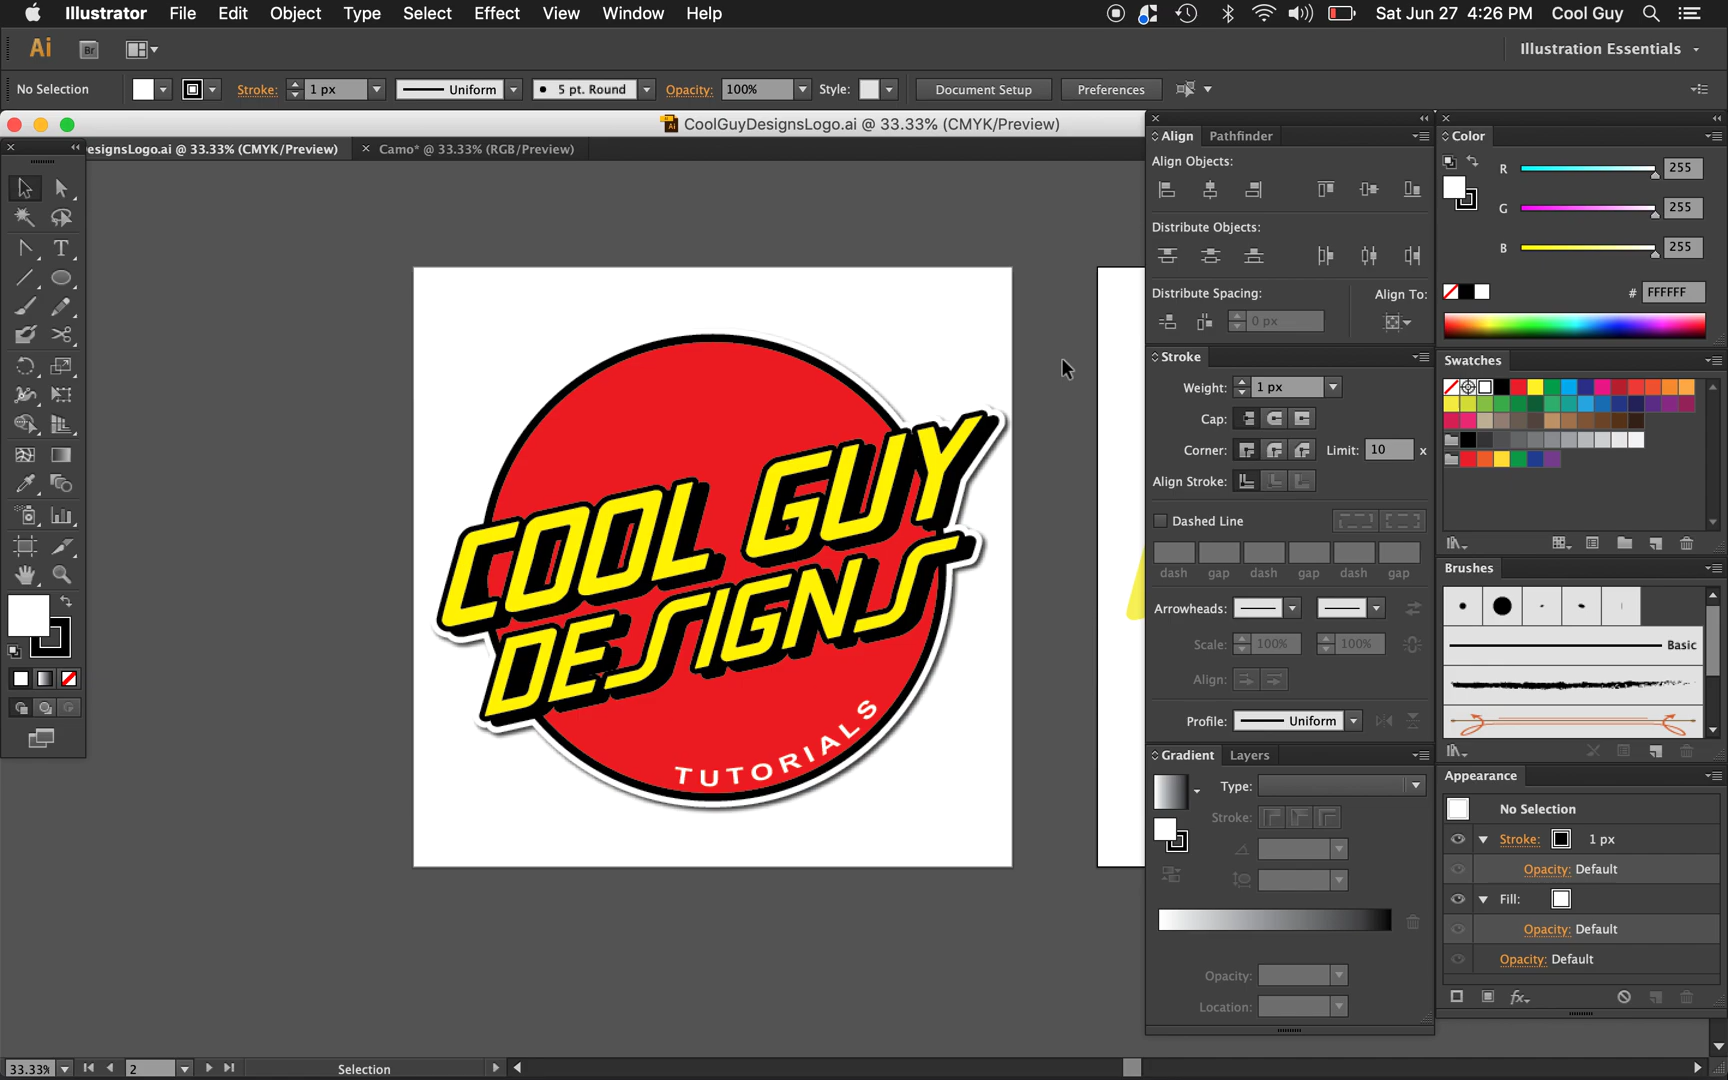 Illustrator File Edit Object Type Select Effect View Window Help Sat Jun 27 4:26 PM Cool Guy
Ai Br Illustration Essentials
No Selection Stroke: 1 px Uniform 5 pt. Round Opacity: 100% Style: Document Setup Preferences
Ai CoolGuyDesignsLogo.ai @ 33.33% (CMYK/Preview)
esignsLogo.ai @ 33.33% (CMYK/Preview) × Camo* @ 33.33% (RGB/Preview)
Align Pathfinder
Align Objects:
Distribute Objects:
Distribute Spacing: Align To:
0 px
Stroke
Weight: 1 px
Cap:
Corner: Limit: 10 x
Align Stroke:
Dashed Line
dash gap dash gap dash gap
Arrowheads:
Scale: 100% 100%
Align:
Profile: Uniform
Gradient Layers
Type:
Stroke:
Opacity:
Location:
Color
R 255
G 255
B 255
# FFFFFF
Swatches
Brushes
Basic
Appearance
No Selection
Stroke: 1 px
Opacity: Default
Fill:
Opacity: Default
Opacity: Default
fx
T
COOL GUY
DESIGNS
TUTORIALS
33.33% 2 Selection